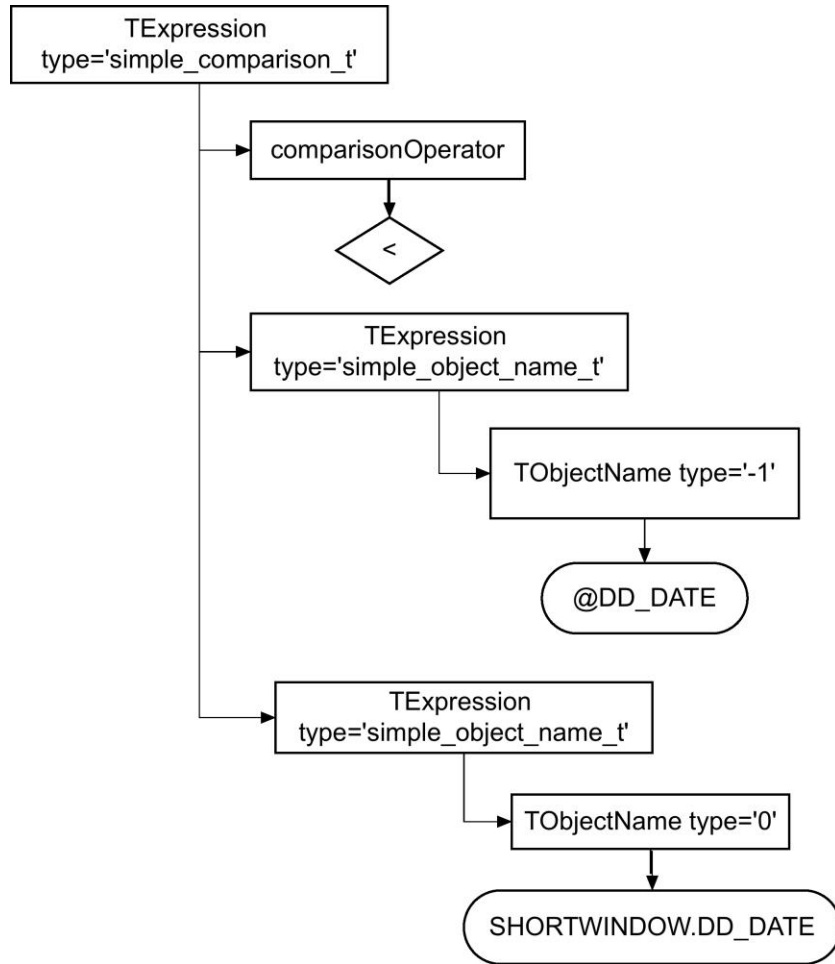 TExpression
type='simple_comparison_t'
comparisonOperator
<
TExpression
type='simple_object_name_t'
TObjectName type='-1'
@DD_DATE
TExpression
type='simple_object_name_t'
TObjectName type='0'
SHORTWINDOW.DD_DATE